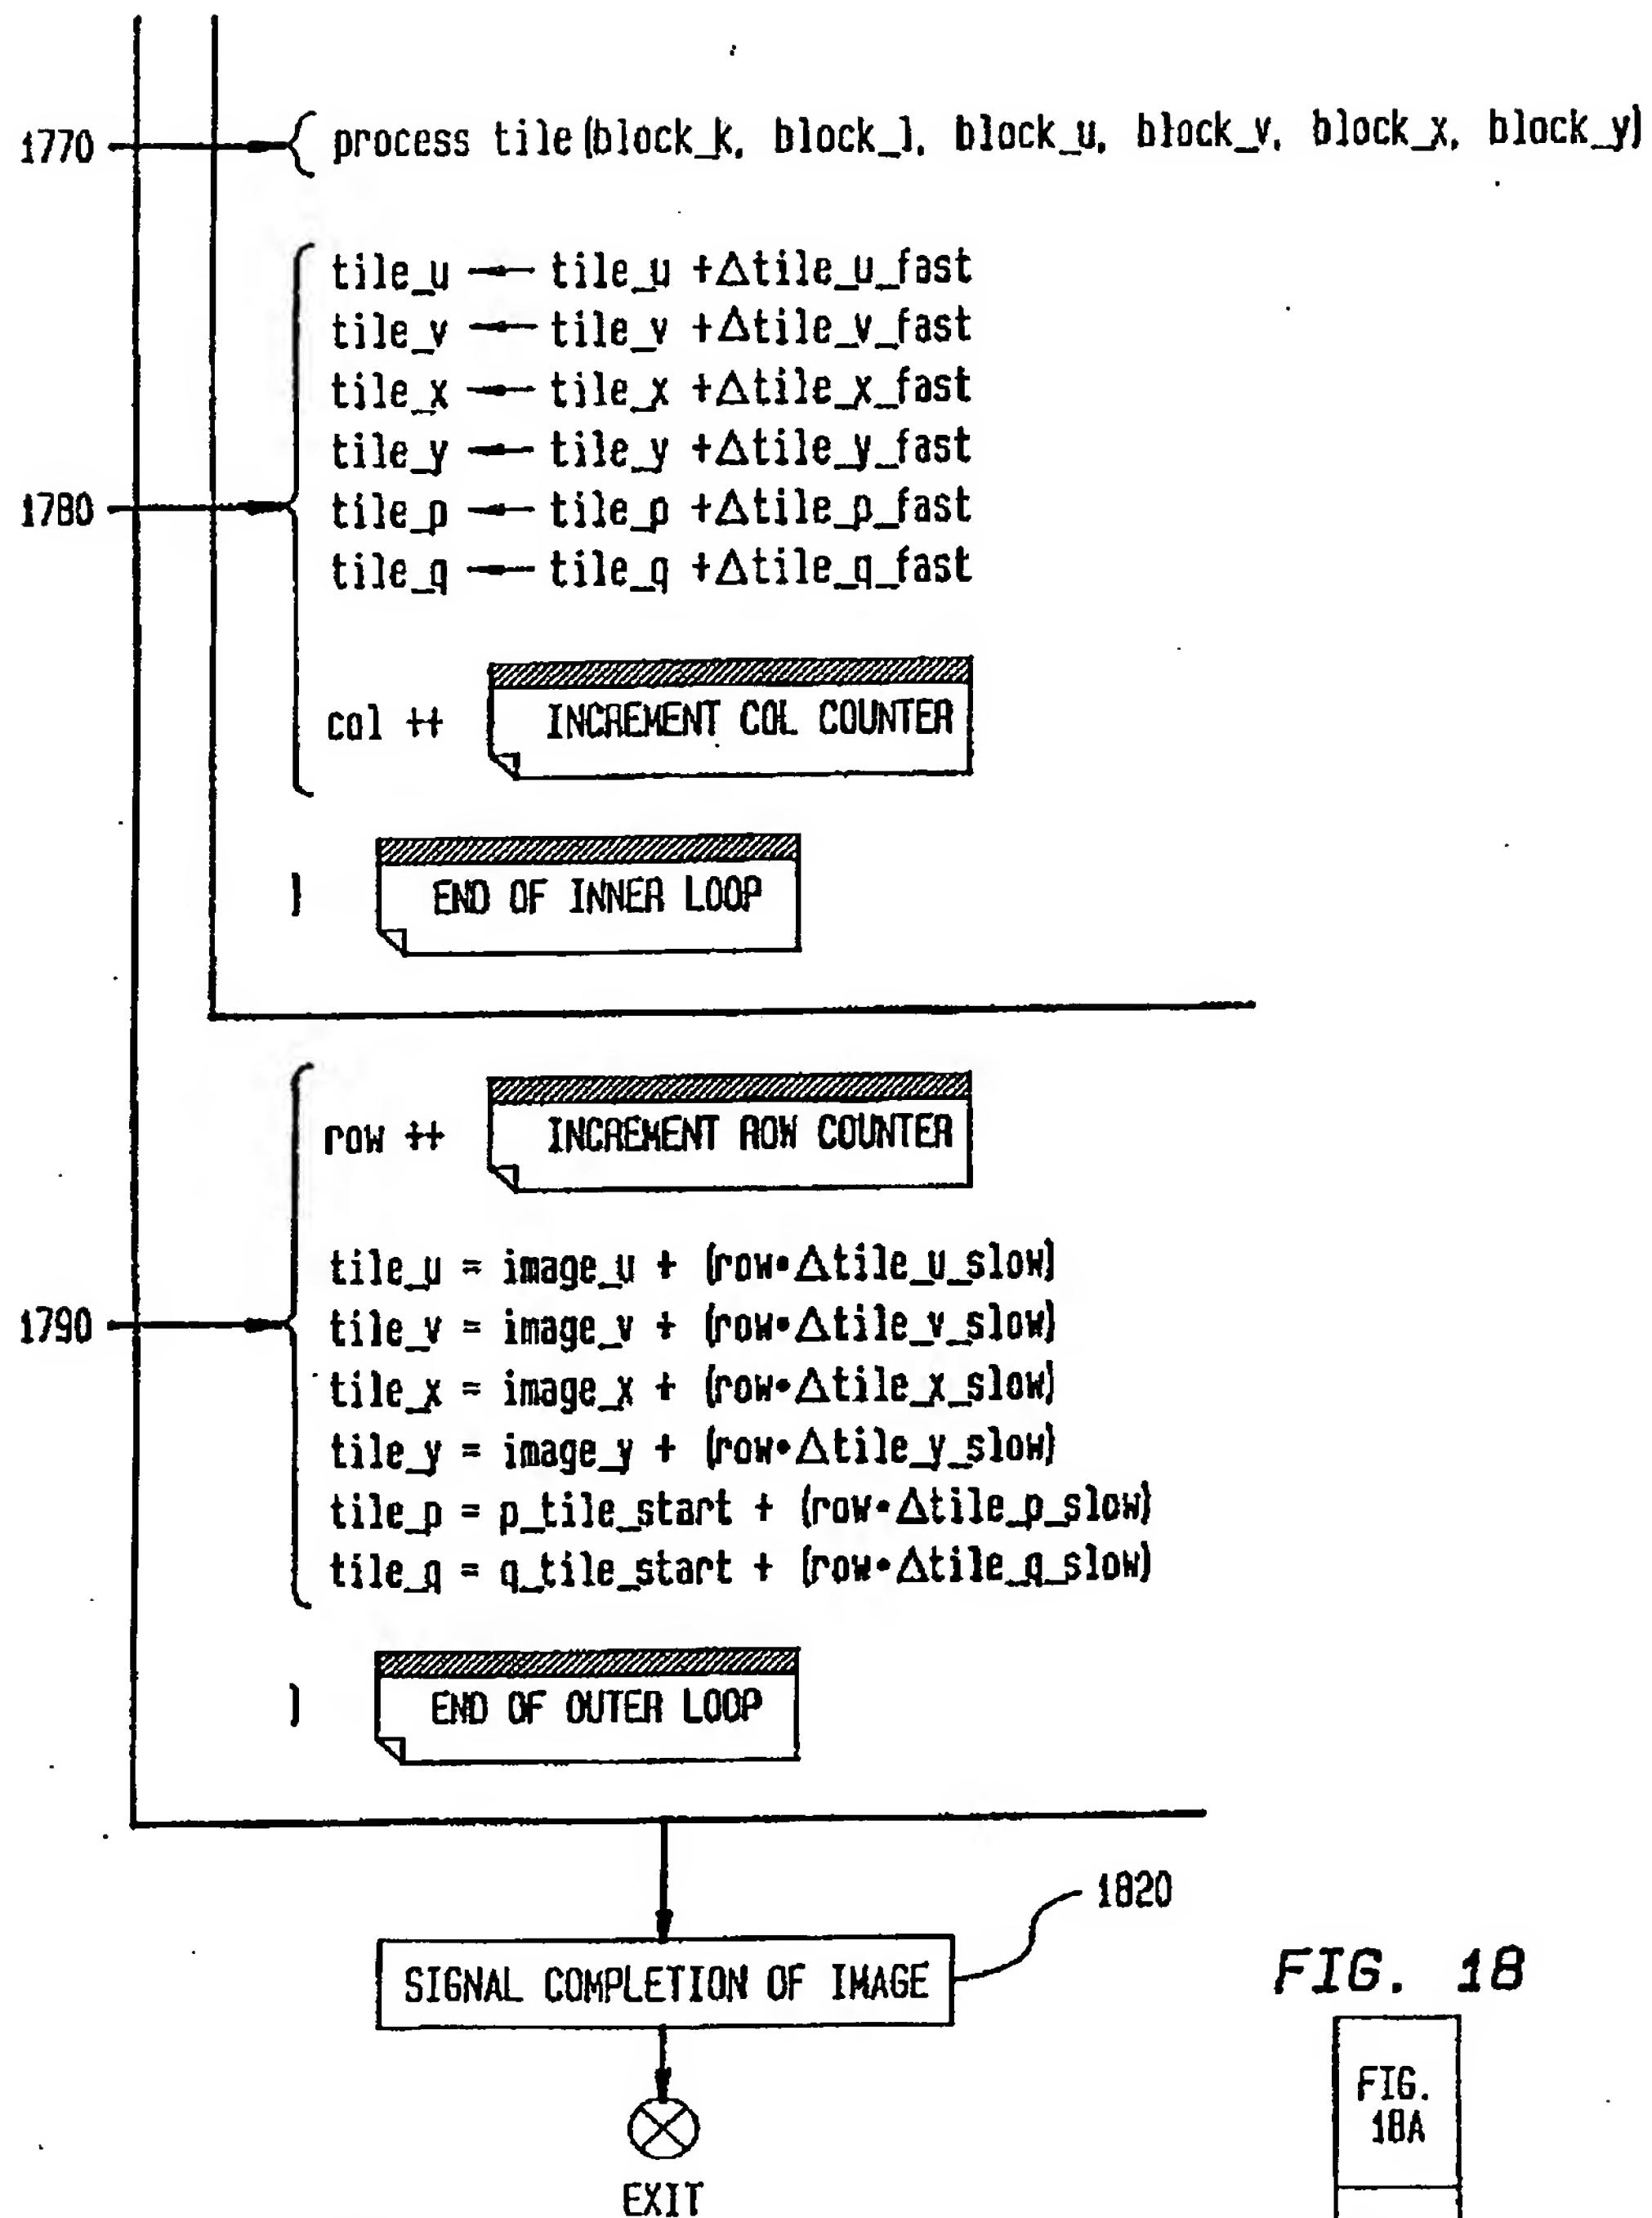 1770 { process tile (block_k, block_l, block_u, block_v, block_x, block_y)
tile_u ← tile_u +Δtile_u_fast
tile_v ← tile_v +Δtile_v_fast
tile_x ← tile_x +Δtile_x_fast
tile_y ← tile_y +Δtile_y_fast
1780
tile_p ← tile_p +Δtile_p_fast
tile_q ← tile_q +Δtile_q_fast
col ++ INCREMENT COL COUNTER
} END OF INNER LOOP
row ++ INCREMENT ROW COUNTER
tile_u = image_u + (row•Δtile_u_slow)
1790 tile_v = image_v + (row•Δtile_v_slow)
tile_x = image_x + (row•Δtile_x_slow)
tile_y = image_y + (row•Δtile_y_slow)
tile_p = p_tile_start + (row•Δtile_p_slow)
tile_q = q_tile_start + (row•Δtile_q_slow)
} END OF OUTER LOOP
1820
SIGNAL COMPLETION OF IMAGE
EXIT
FIG. 18
FIG.
18A